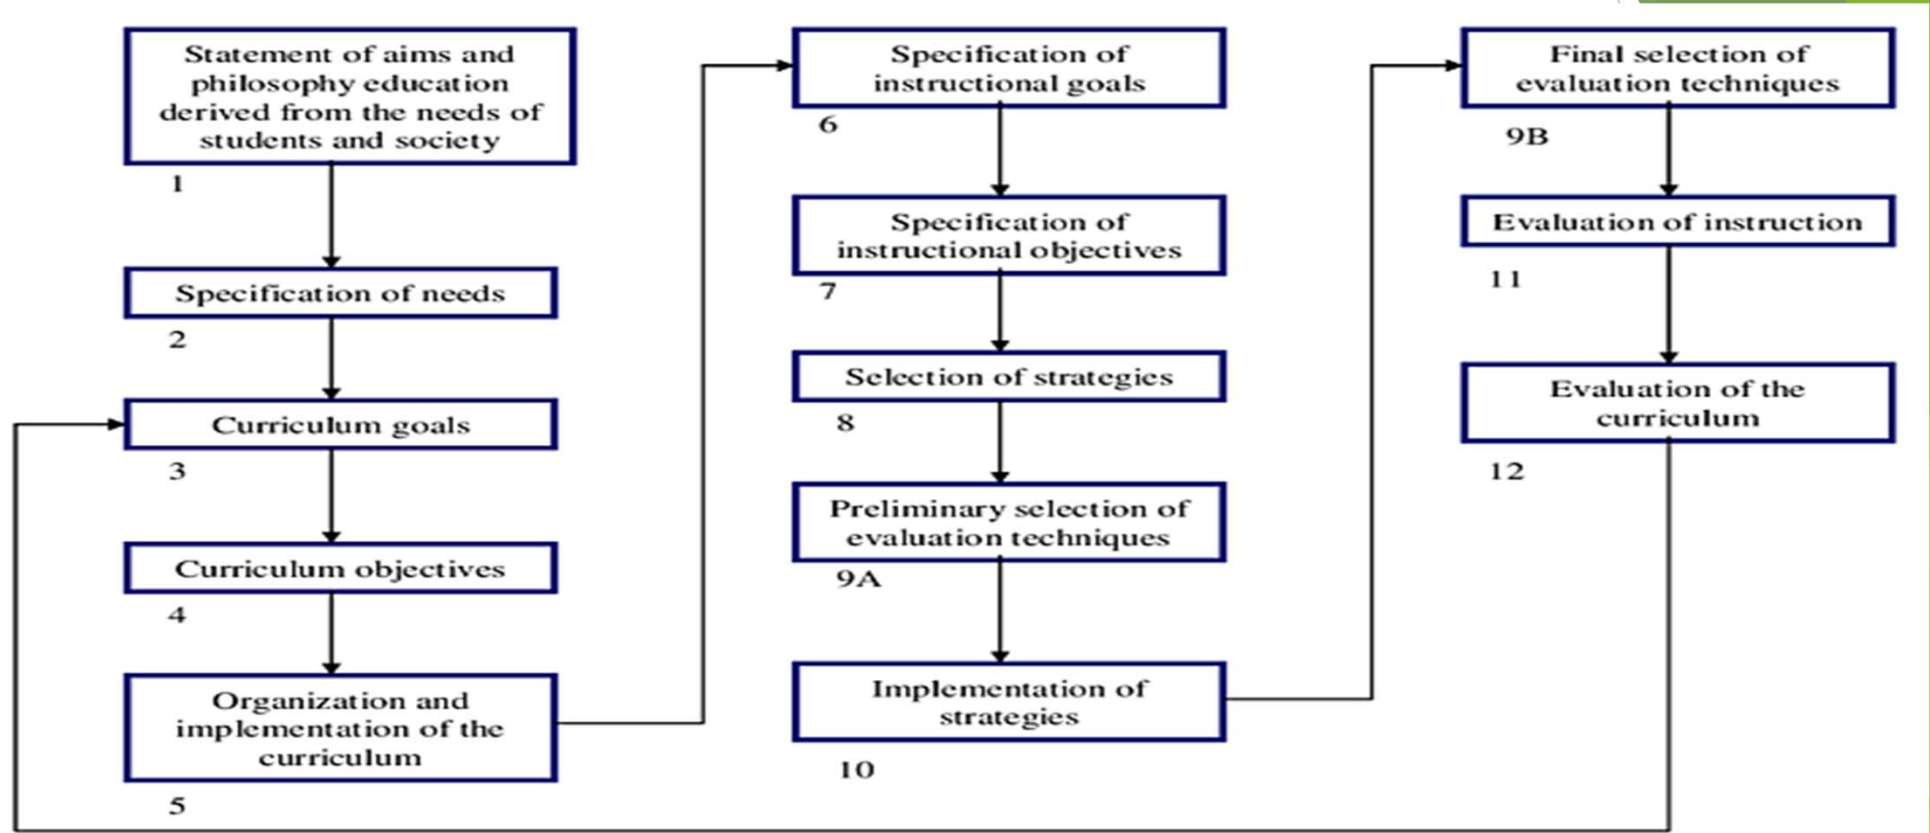 Statement of aims and
philosophy education
derived from the needs of
students and society
1
Specification of needs
2
Curriculum goals
3
Curriculum objectives
4
Organization and
implementation of the
curriculum
5
Specification of
instructional goals
6
Specification of
instructional objectives
7
Selection of strategies
8
Preliminary selection of
evaluation techniques
9A
Implementation of
strategies
10
Final selection of
evaluation techniques
9B
Evaluation of instruction
11
Evaluation of the
curriculum
12